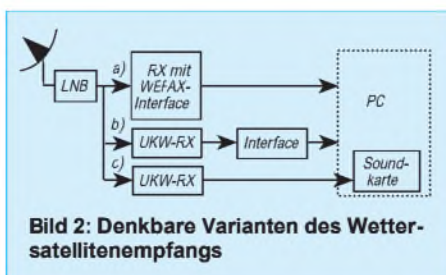 a)
RX mit
WEFAX-
Interface
LNB
PC
b)
UKW-RX
Interface
c)
UKW-RX
Sound-
karte
Bild 2: Denkbare Varianten des Wetter-
satellitenempfangs